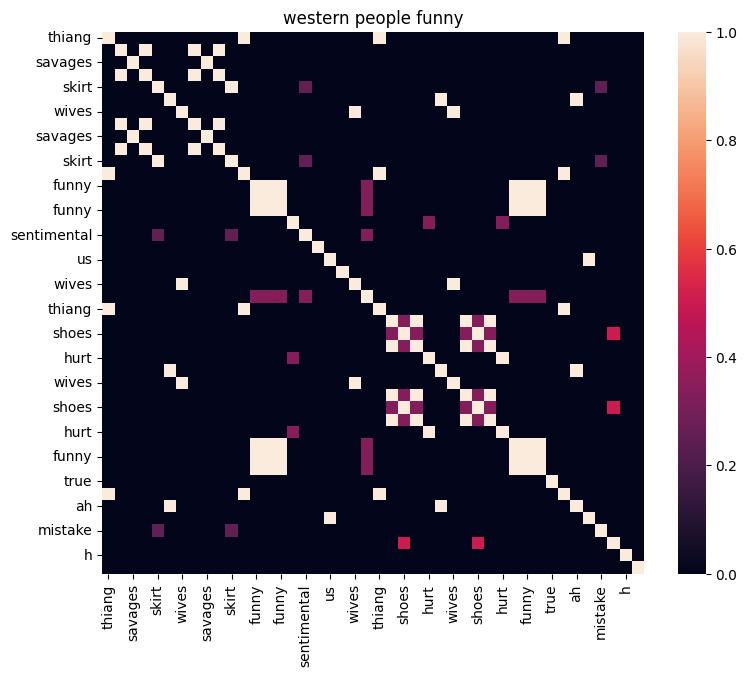 western people funny
thiang
savages
skirt
wives
savages
skirt
funny
funny
sentimental
us
wives
thiang
shoes
hurt
wives
shoes
hurt
funny
true
ah
mistake
h
thiang
savages
skirt
wives
savages
skirt
funny
funny
sentimental
us
wives
thiang
shoes
hurt
wives
shoes
hurt
funny
true
ah
mistake
h
1.0
0.8
0.6
0.4
0.2
0.0